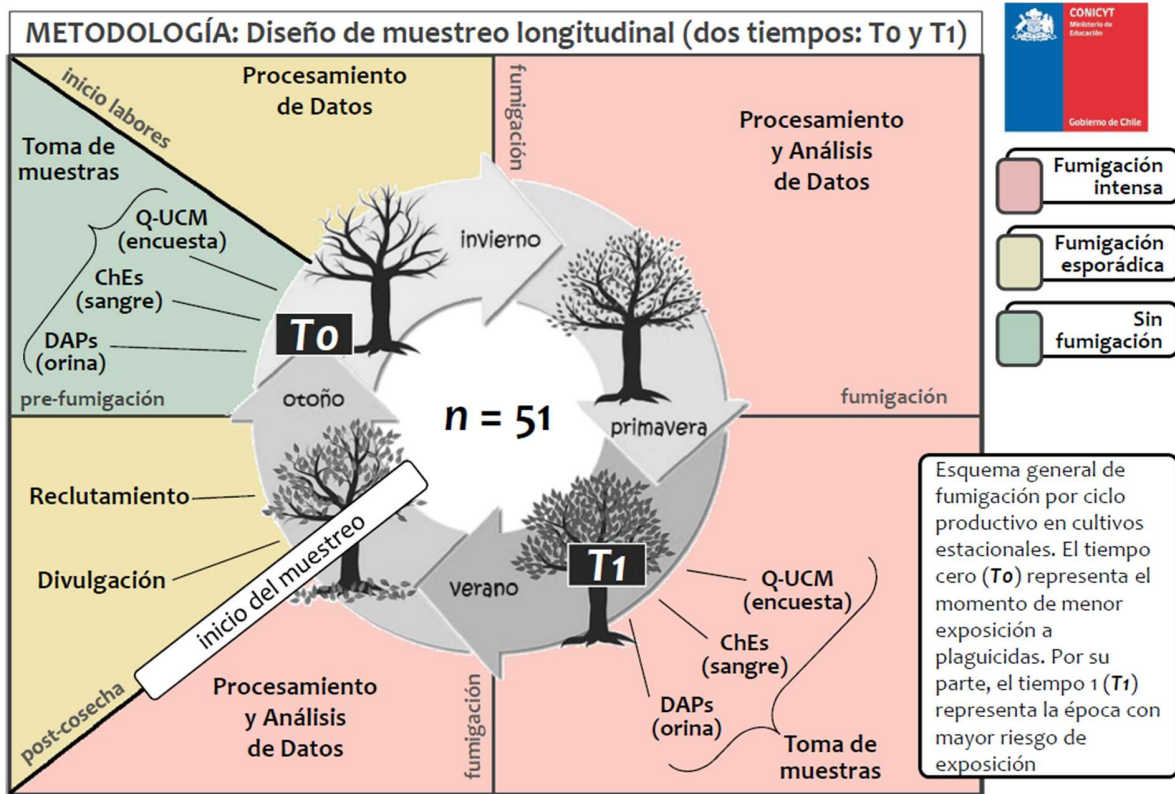 METODOLOGÍA: Diseño de muestreo longitudinal (dos tiempos: T0 y T1)
CONICYT
Ministerio de
Educación
Gobierno de Chile
inicio labores
Procesamiento
de Datos
fumigación
Procesamiento
y Análisis
de Datos
Fumigación
intensa
Fumigación
esporádica
Sin
fumigación
Toma de
muestras
Q-UCM
(encuesta)
ChEs
(sangre)
DAPs
(orina)
pre-fumigación
T0
invierno
otoño
n = 51
primavera
fumigación
Reclutamiento
Divulgación
inicio del muestreo
post-cosecha
verano
T1
Q-UCM
(encuesta)
ChEs
(sangre)
DAPs
(orina)
Toma de
muestras
Procesamiento
y Análisis
de Datos
fumigación
Esquema general de
fumigación por ciclo
productivo en cultivos
estacionales. El tiempo
cero (T0) representa el
momento de menor
exposición a
plaguicidas. Por su
parte, el tiempo 1 (T1)
representa la época con
mayor riesgo de
exposición